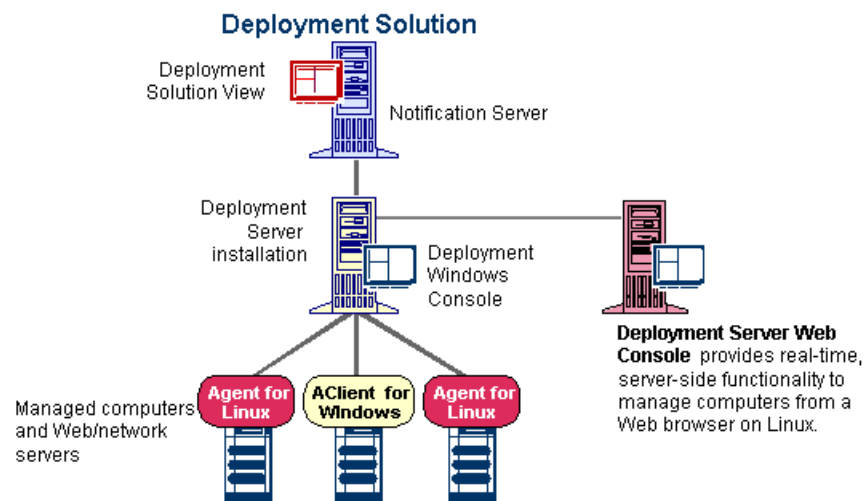 Deployment Solution
Deployment
Solution View
Notification Server
Deployment
Server
installation
Deployment
Windows
Console
Deployment Server Web
Console provides real-time,
server-side functionality to
manage computers from a
Web browser on Linux.
Managed computers
and Web/network
servers
Agent for
Linux
AClient for
WIndows
Agent for
Linux